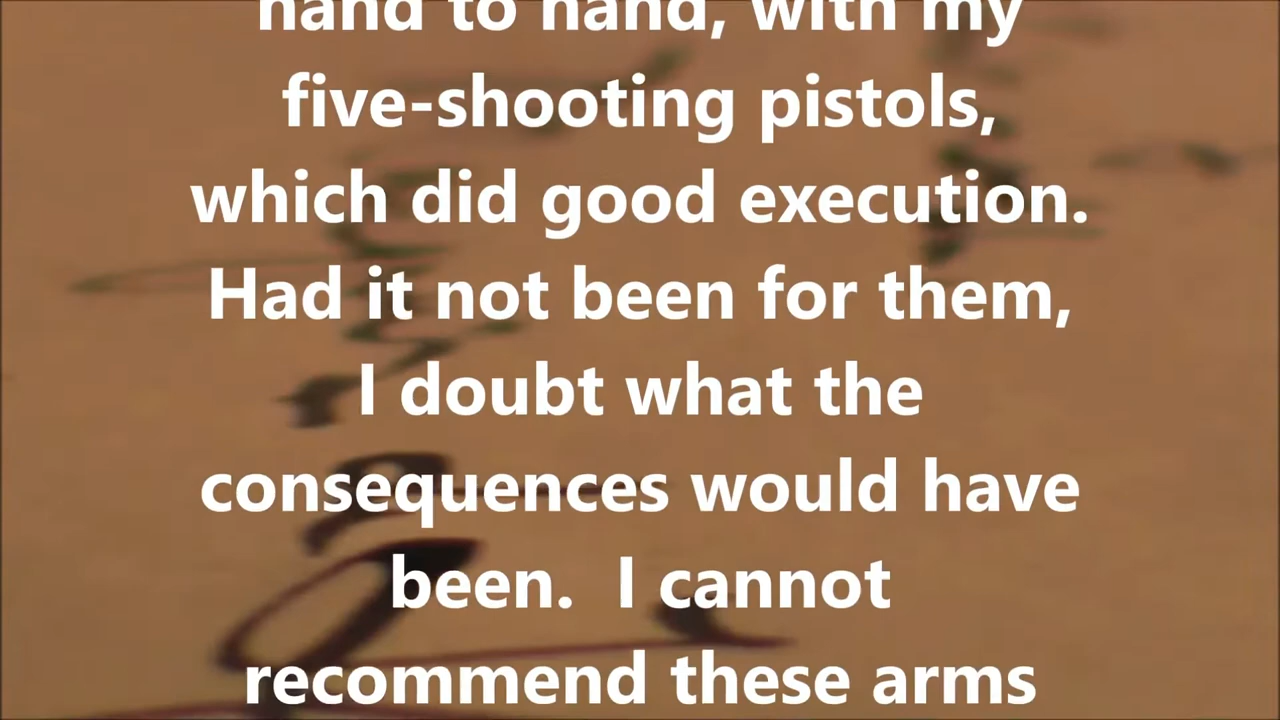 hand to hand, with my
five-shooting pistols,
which did good execution.
Had it not been for them,
I doubt what the
consequences would have
been.  I cannot
recommend these arms